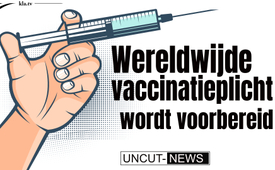 kla.tv
Wereldwijde
vaccinatieplicht
wordt voorbereid
UNCUT-NEWS